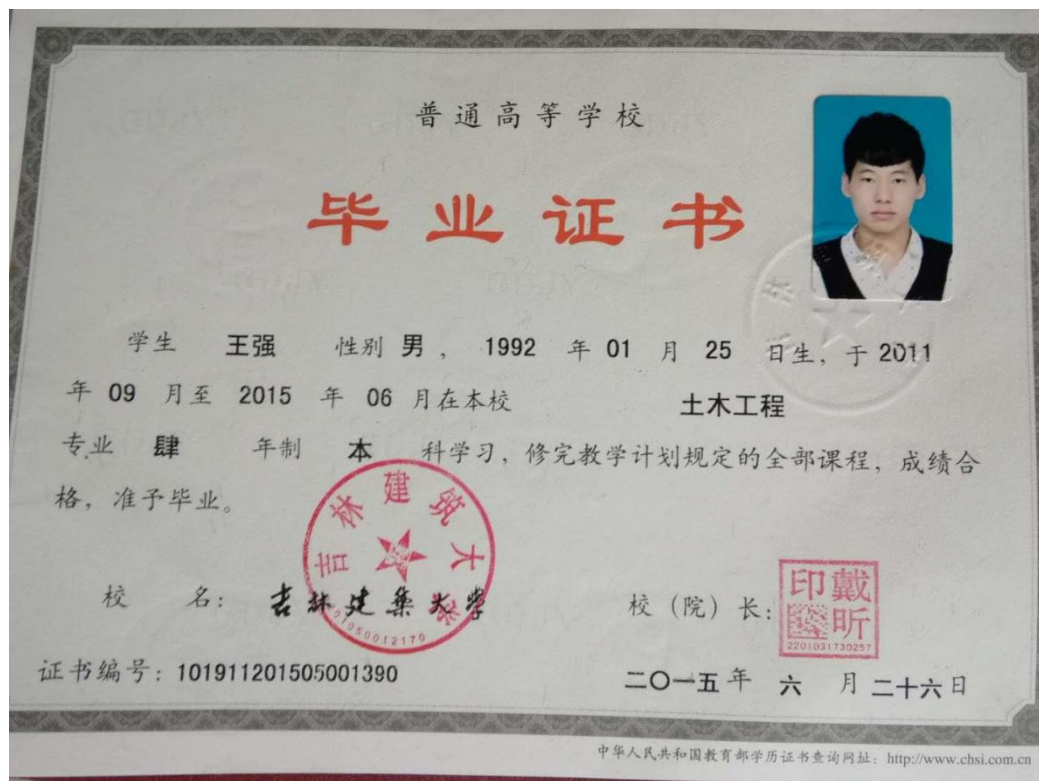 普通高等学校
毕业证书
学生 王强 性别 男 ， 1992 年 01 月 25 日生，于 2011
年 09 月至 2015 年 06 月在本校 土木工程
专业 肆 年制 本 科学习，修完教学计划规定的全部课程，成绩合
格，准予毕业。
吉林建筑大学
2201050012170
校 名： 吉林建筑大学
校（院）长：
戴昕印
2201031730257
证书编号：101911201505001390
二〇一五 年 六 月 二十六日
中华人民共和国教育部学历证书查询网址：http://www.chsi.com.cn